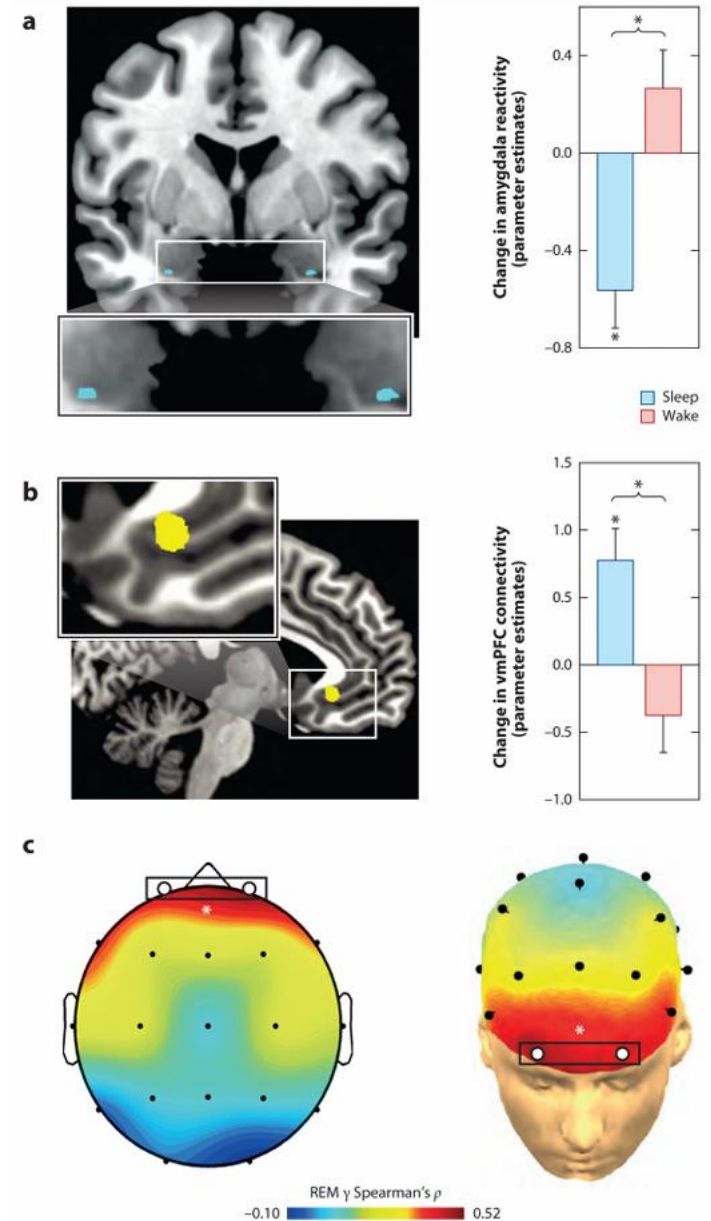 a
*
0.4
0.0
−0.4
−0.8
*
Change in amygdala reactivity
(parameter estimates)
Sleep
Wake
b
1.5
*
1.0
*
0.5
0.0
−0.5
−1.0
Change in vmPFC connectivity
(parameter estimates)
c
*
*
REM γ Spearman's ρ
−0.10
0.52